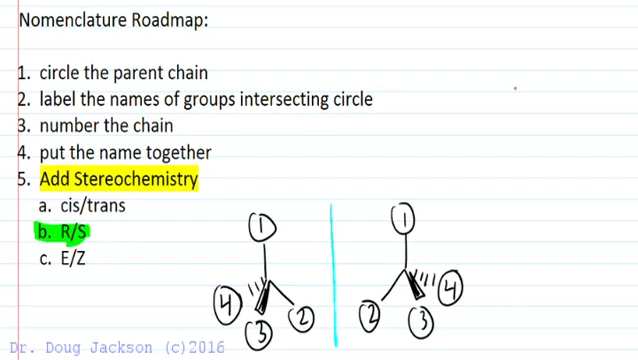 Nomenclature Roadmap:
1. circle the parent chain
2. label the names of groups intersecting circle
3. number the chain
4. put the name together
5. Add Stereochemistry
a. cis/trans
b. R/S
c. E/Z
1 1
4 3 2 2 3 4
Dr. Doug Jackson (c)2016